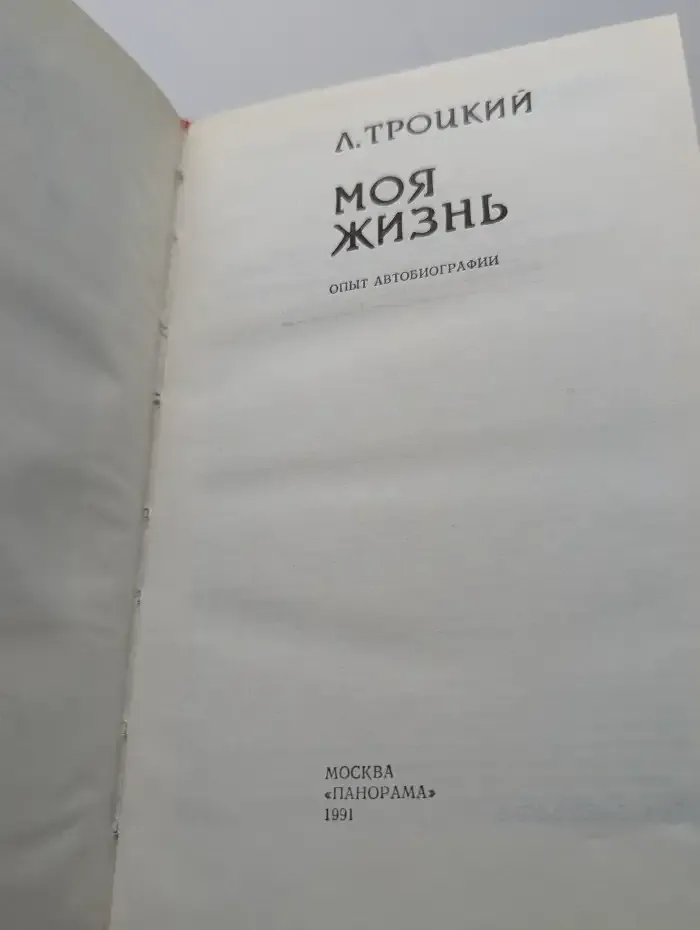 Л. ТРОЦКИЙ
МОЯ
ЖИЗНЬ
ОПЫТ АВТОБИОГРАФИИ
МОСКВА
«ПАНОРАМА»
1991